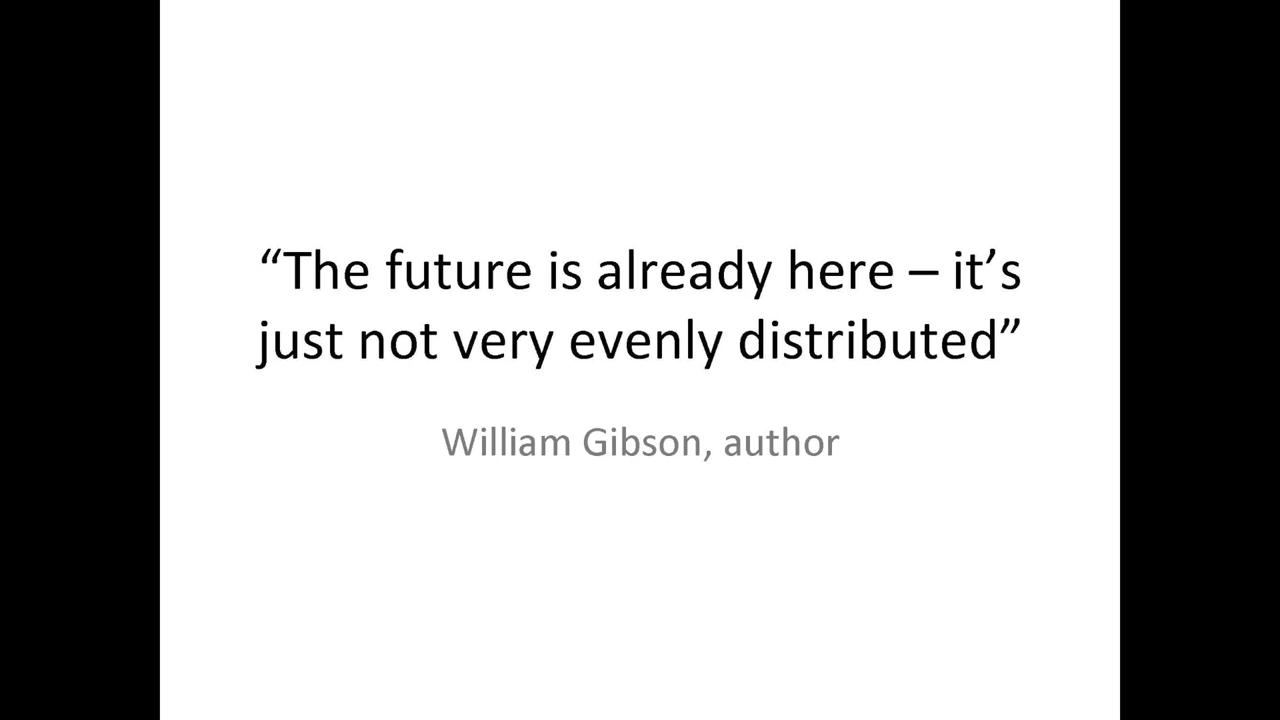 “The future is already here – it’s
just not very evenly distributed”
William Gibson, author